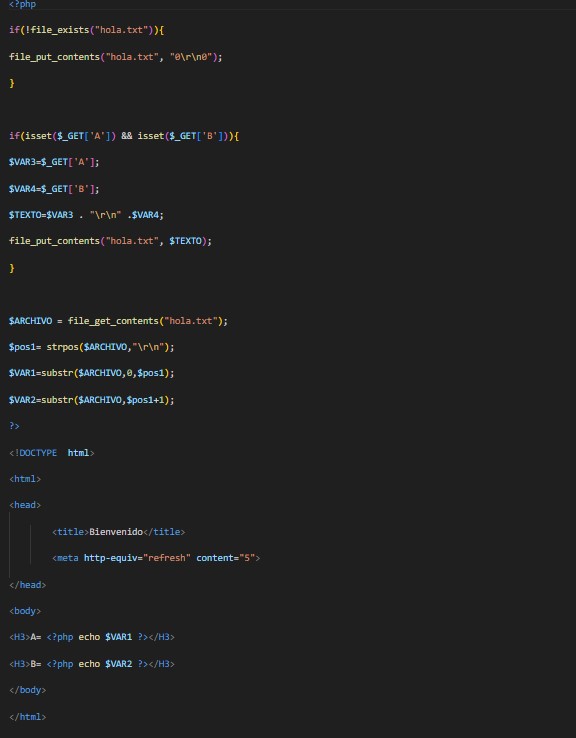 <?php
if(!file_exists("hola.txt")){
file_put_contents("hola.txt", "0\r\n0");
}
if(isset($_GET['A']) && isset($_GET['B'])){
$VAR3=$_GET['A'];
$VAR4=$_GET['B'];
$TEXTO=$VAR3 . "\r\n" .$VAR4;
file_put_contents("hola.txt", $TEXTO);
}
$ARCHIVO = file_get_contents("hola.txt");
$pos1= strpos($ARCHIVO,"\r\n");
$VAR1=substr($ARCHIVO,0,$pos1);
$VAR2=substr($ARCHIVO,$pos1+1);
?>
<!DOCTYPE  html>
<html>
<head>
<title>Bienvenido</title>
<meta http-equiv="refresh" content="5">
</head>
<body>
<H3>A= <?php echo $VAR1 ?></H3>
<H3>B= <?php echo $VAR2 ?></H3>
</body>
</html>